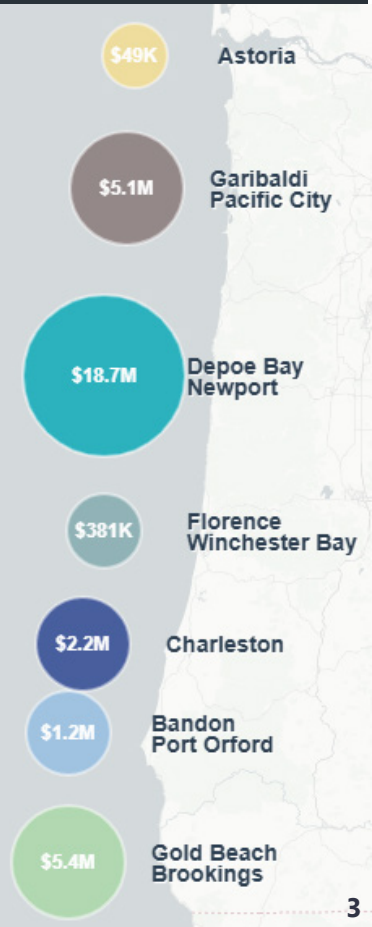 $49K
Astoria
$5.1M
Garibaldi
Pacific City
$18.7M
Depoe Bay
Newport
$381K
Florence
Winchester Bay
$2.2M
Charleston
$1.2M
Bandon
Port Orford
$5.4M
Gold Beach
Brookings
3